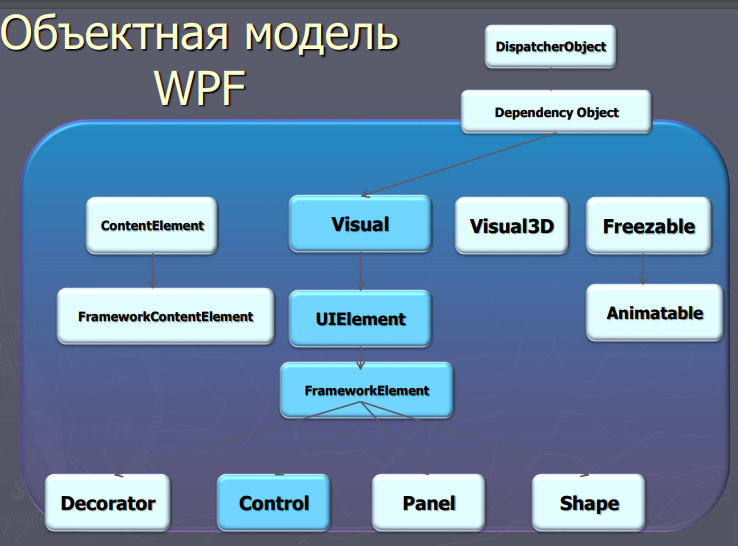 Объектная модель
WPF
DispatcherObject
Dependency Object
ContentElement
Visual
Visual3D
Freezable
FrameworkContentElement
UIElement
Animatable
FrameworkElement
Decorator
Control
Panel
Shape